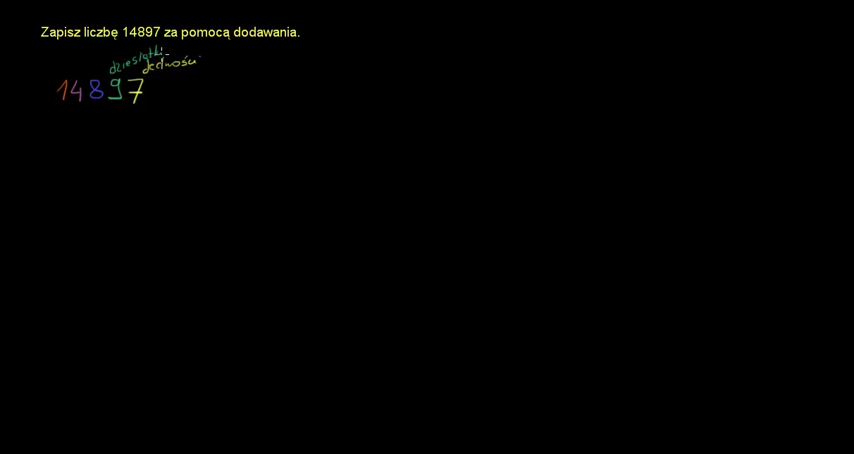 Zapisz liczbę 14897 za pomocą dodawania.
dziesiątki
jedności
14897